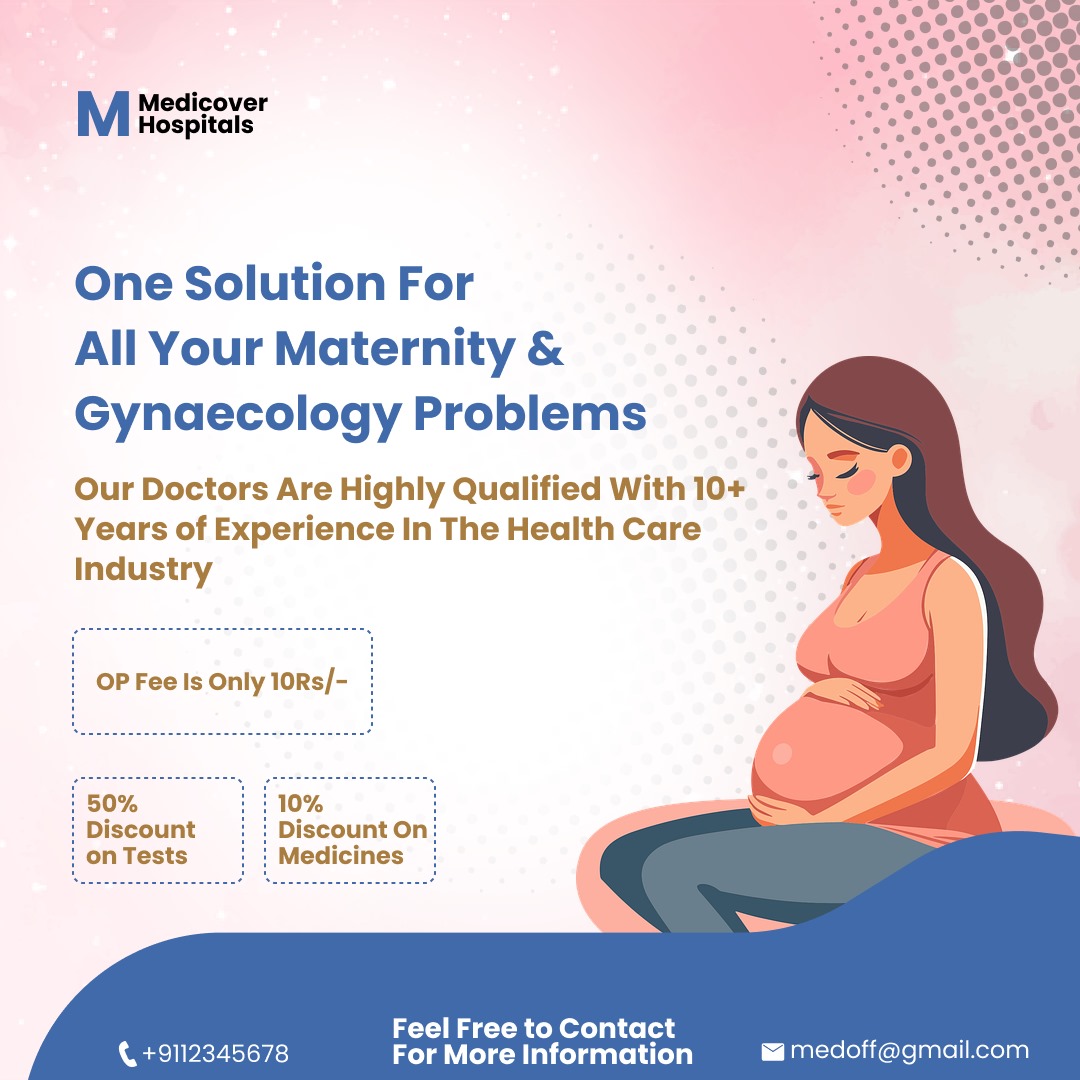 M Medicover
Hospitals
One Solution For
All Your Maternity &
Gynaecology Problems
Our Doctors Are Highly Qualified With 10+
Years of Experience In The Health Care
Industry
OP Fee Is Only 10Rs/-
50%
Discount
on Tests
10%
Discount On
Medicines
+9112345678
Feel Free to Contact
For More Information
medoff@gmail.com